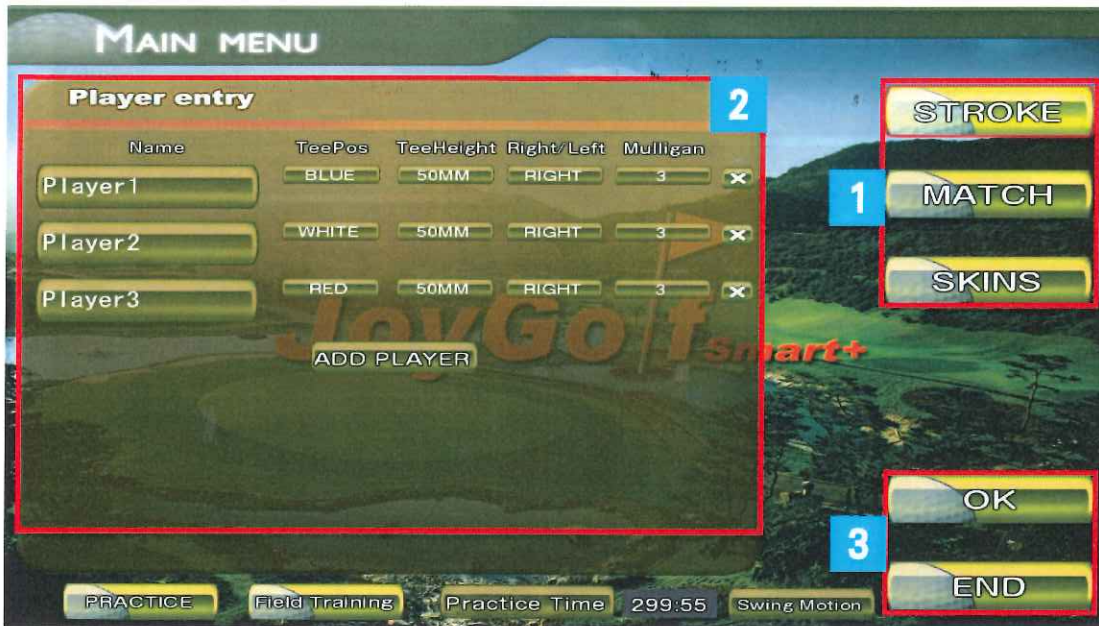 MAIN MENU
Player entry
2
Name TeePos TeeHeight Right/Left Mulligan
Player1 BLUE 50MM RIGHT 3 X
Player2 WHITE 50MM RIGHT 3 X
Player3 RED 50MM RIGHT 3 X
JoyGolf Smart+
ADD PLAYER
1
STROKE
MATCH
SKINS
3
OK
END
PRACTICE Field Training Practice Time 299:55 Swing Motion